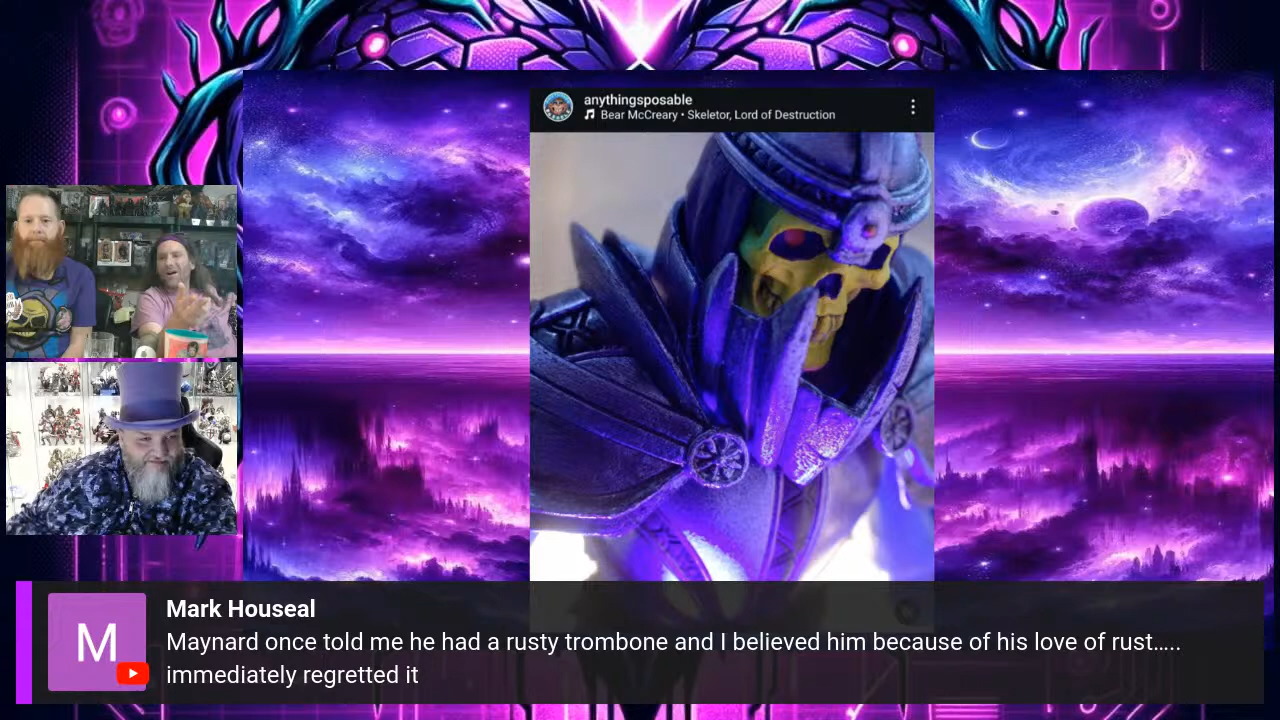 anythingsposable
Bear McCreary • Skeletor, Lord of Destruction
M
Mark Houseal
Maynard once told me he had a rusty trombone and I believed him because of his love of rust…..
immediately regretted it